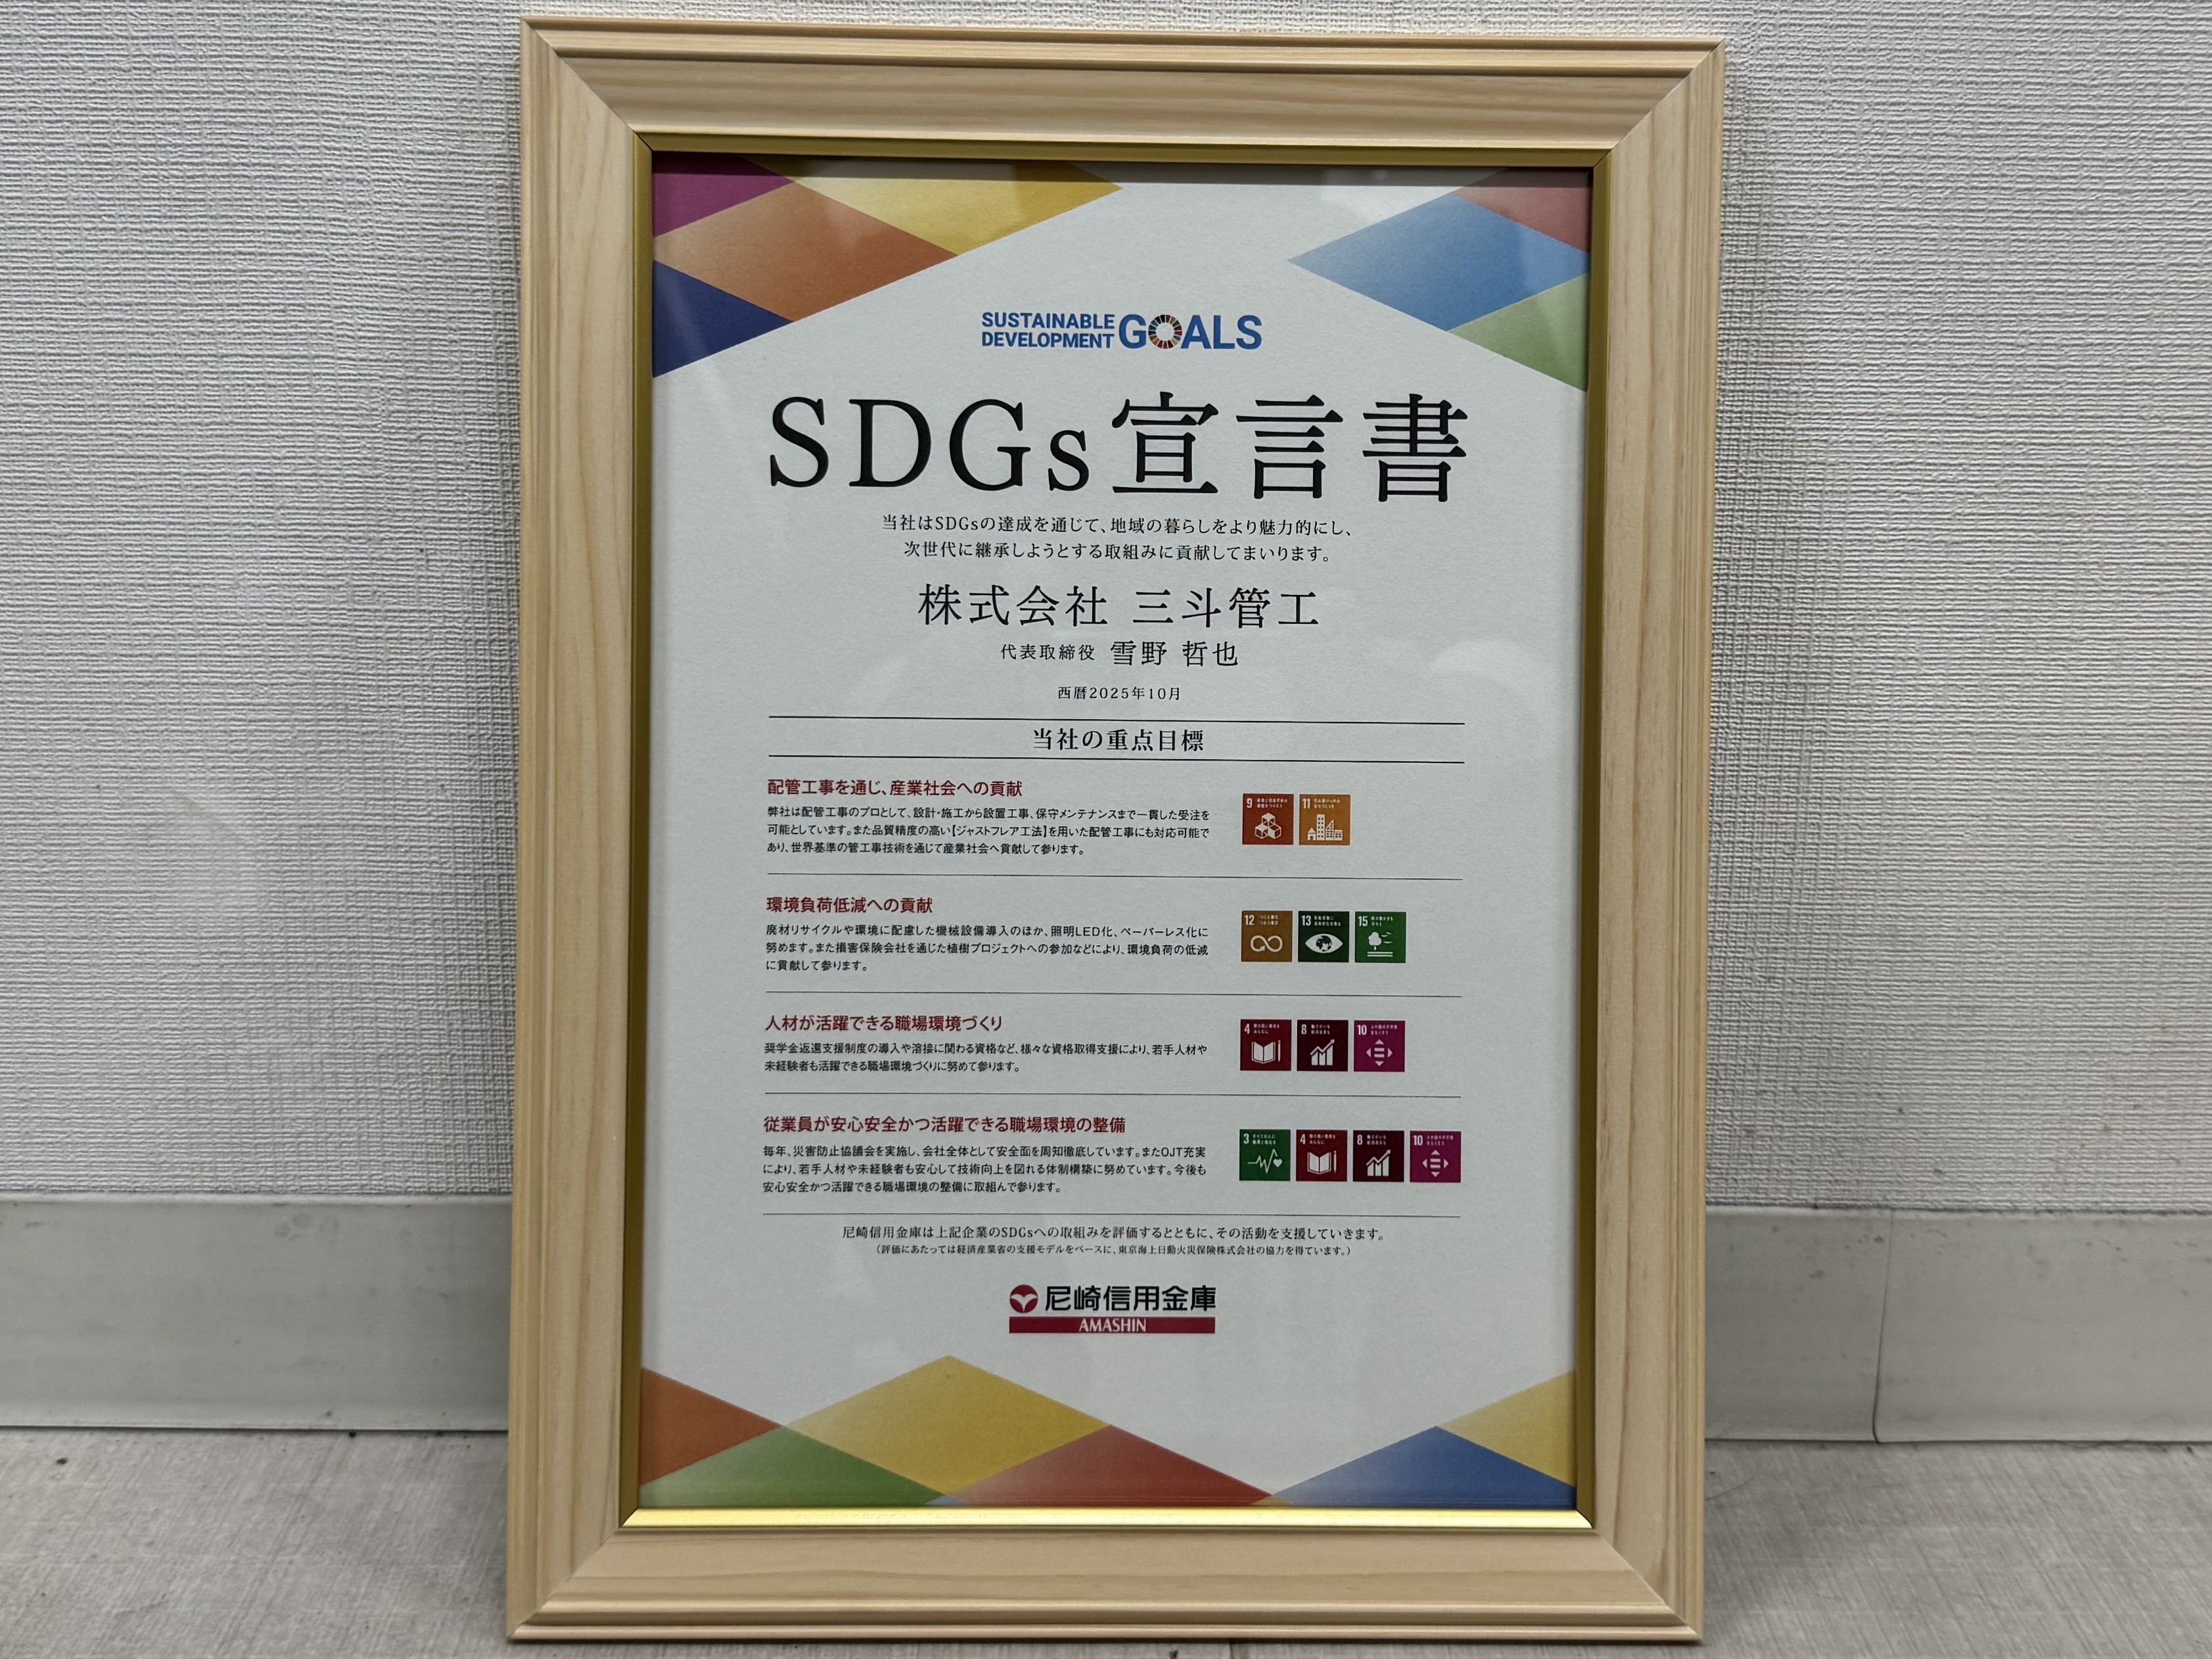 SUSTAINABLE
DEVELOPMENT GOALS
SDGs宣言書
当社はSDGsの達成を通じて、地域の暮らしをより魅力的にし、
次世代に継承しようとする取組みに貢献してまいります。
株式会社 三斗管工
代表取締役 雪野 哲也
西暦2025年10月
当社の重点目標
配管工事を通じ、産業社会への貢献
弊社は配管工事のプロとして、設計・施工から設置工事、保守メンテナンスまで一貫した受注を
可能としています。また品質精度の高い【ジャストフレア工法】を用いた配管工事にも対応可能で
あり、世界基準の管工事技術を通じて産業社会へ貢献して参ります。
9
11
環境負荷低減への貢献
廃材リサイクルや環境に配慮した機械設備導入のほか、照明LED化、ペーパーレス化に
努めます。また損害保険会社を通じた植樹プロジェクトへの参加などにより、環境負荷の低減
に貢献して参ります。
12
13
15
人材が活躍できる職場環境づくり
奨学金返還支援制度の導入や溶接に関わる資格など、様々な資格取得支援により、若手人材や
未経験者も活躍できる職場環境づくりに努めて参ります。
4
8
10
従業員が安心安全かつ活躍できる職場環境の整備
毎年、災害防止協議会を実施し、会社全体として安全面を周知徹底しています。またOJT充実
により、若手人材や未経験者も安心して技術向上を図れる体制構築に努めています。今後も
安心安全かつ活躍できる職場環境の整備に取組んで参ります。
3
4
8
10
尼崎信用金庫は上記企業のSDGsへの取組みを評価するとともに、その活動を支援していきます。
（評価にあたっては経済産業省の支援モデルをベースに、東京海上日動火災保険株式会社の協力を得ています。）
尼崎信用金庫
AMASHIN